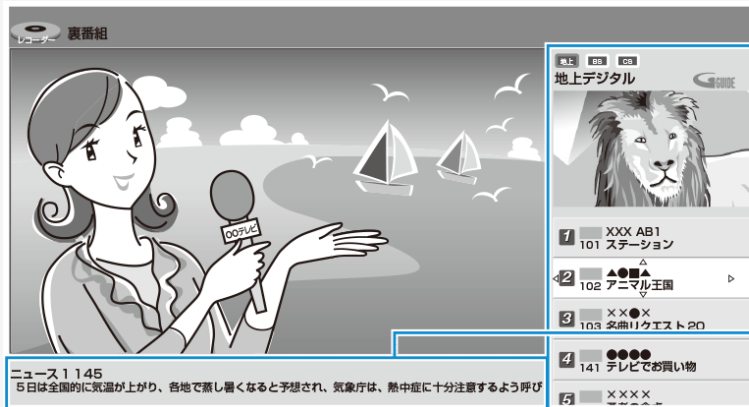 レコーダー
裏番組
地上 BS CS
地上デジタル
G GUIDE
〇〇テレビ
1 XXX AB1
101 ステーション
2 ▲●■▲
102 アニマル王国
3 ××●×
103 名曲リクエスト20
4 ●●●●
141 テレビでお買い物
5 ××××
ニュース1 145
5日は全国的に気温が上がり、各地で蒸し暑くなると予想され、気象庁は、熱中症に十分注意するよう呼び